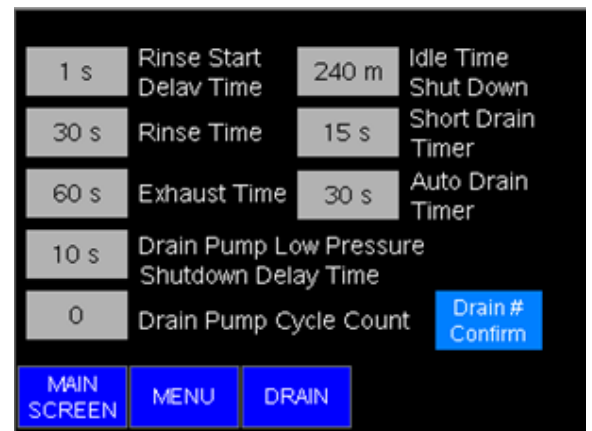 1 s Rinse Start Delav Time 240 m Idle Time Shut Down
30 s Rinse Time 15 s Short Drain Timer
60 s Exhaust Time 30 s Auto Drain Timer
10 s Drain Pump Low Pressure
Shutdown Delay Time
0 Drain Pump Cycle Count Drain # Confirm
MAIN SCREEN MENU DRAIN